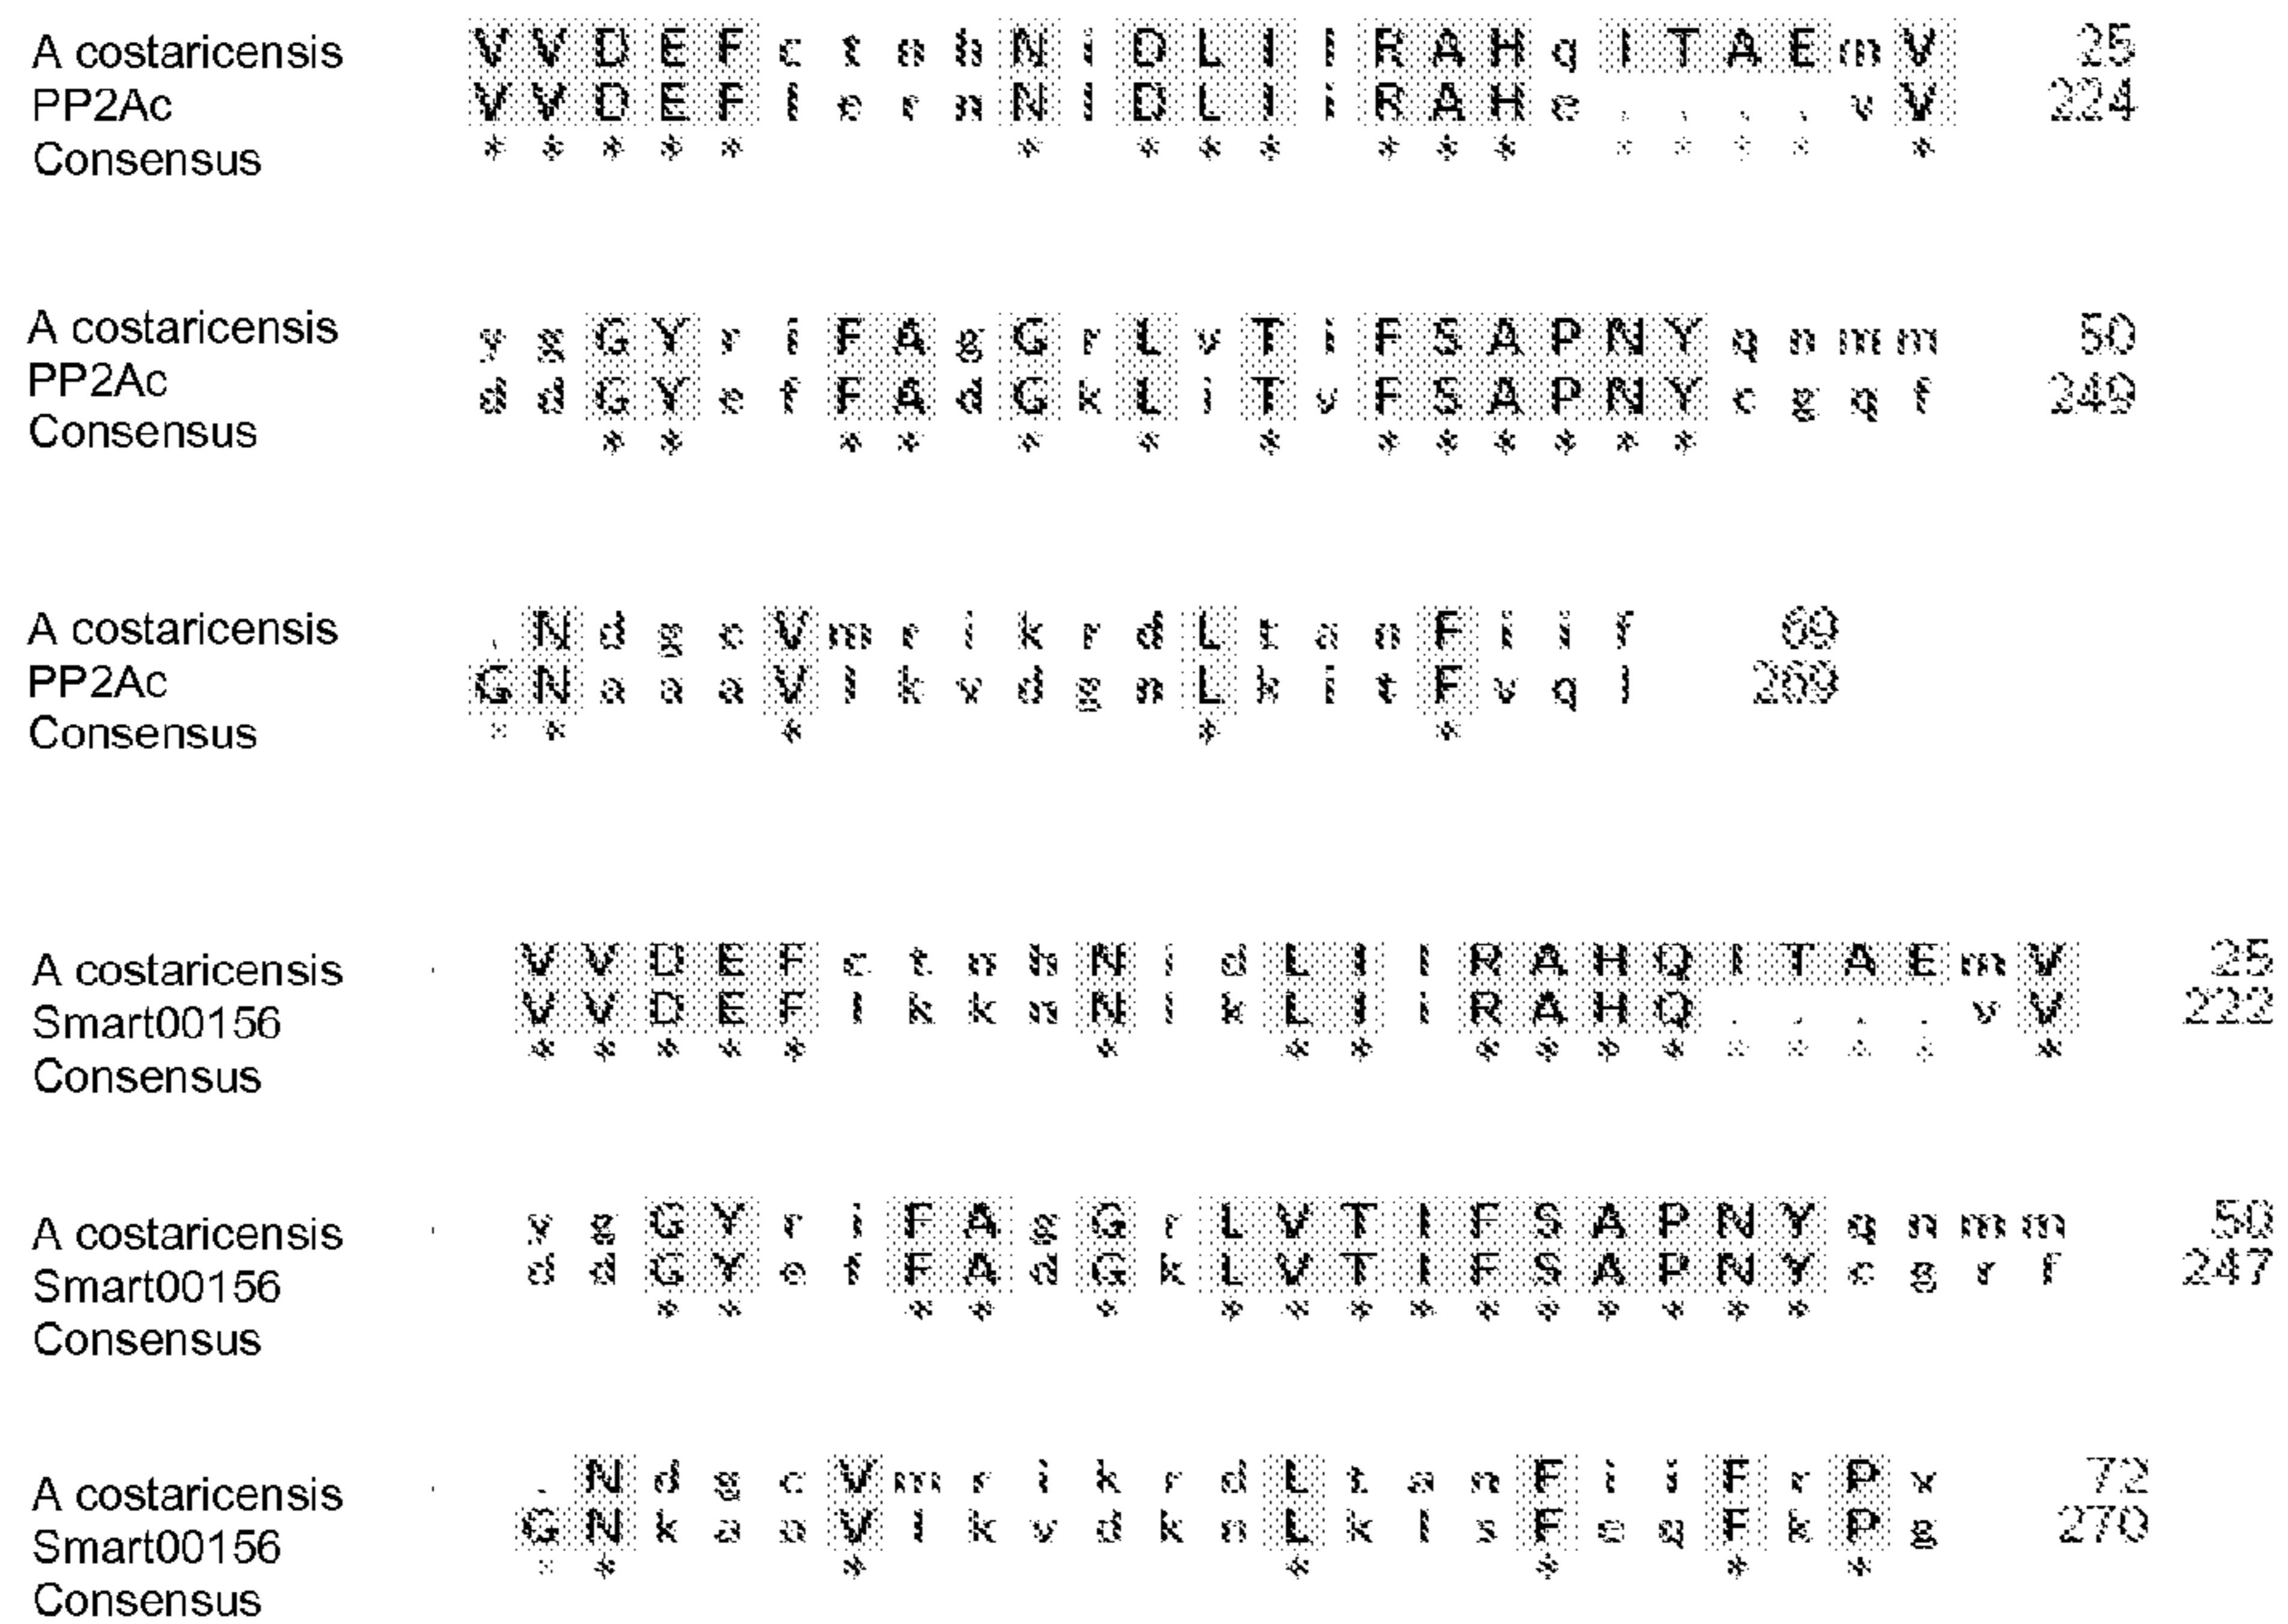 A costaricensis V V D E F c t n h N i D L I I R A H q I T A E m V 25
PP2Ac V V D E F l e r n N i D L I i R A H e . . . . v V 224
Consensus * * * * * * * * * * * * : : : : *
A costaricensis y g G Y r i F A g G r L v T i F S A P N Y q n m m 50
PP2Ac d d G Y e f F A d G k L i T v F S A P N Y c g q f 249
Consensus * * * * * * * * * * * * *
A costaricensis . N d g c V m r i k r d L t a n F i i f 69
PP2Ac G N a a a V l k v d g n L k i e F v q l 269
Consensus : * * * *
A costaricensis V V D E F c t n h N i d L I I R A H Q I T A E m V 25
Smart00156 V V D E F l k k n N l k L I I R A H Q . . . . v V 222
Consensus * * * * * * * * * * * * : : : : *
A costaricensis y g G Y r i F A g G r L V T I F S A P N Y q n m m 50
Smart00156 d d G Y e f F A d G k L V T I F S A P N Y c g r f 247
Consensus * * * * * * * * * * * * * * *
A costaricensis . N d g c V m r i k r d L t a n F i i F r P v 72
Smart00156 G N k a a V l k v d k n L k l s F e q F k P g 270
Consensus : * * * * * *